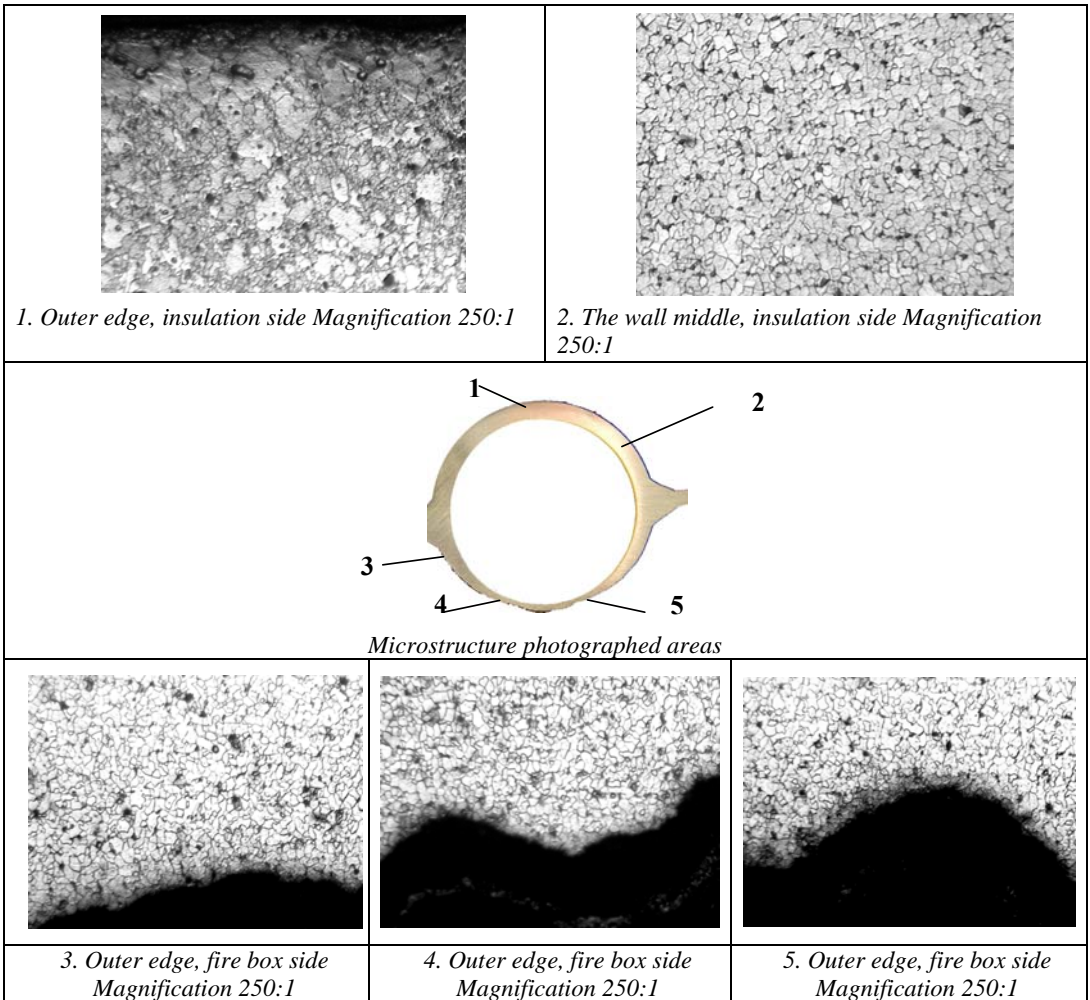 1. Outer edge, insulation side Magnification 250:1
2. The wall middle, insulation side Magnification
250:1
1
2
3
4
5
Microstructure photographed areas
3. Outer edge, fire box side
Magnification 250:1
4. Outer edge, fire box side
Magnification 250:1
5. Outer edge, fire box side
Magnification 250:1